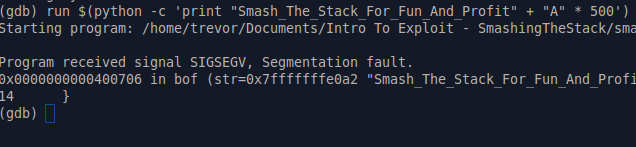 (gdb) run $(python -c 'print "Smash_The_Stack_For_Fun_And_Profit" + "A" * 500')
Starting program: /home/trevor/Documents/Intro To Exploit - SmashingTheStack/sma
Program received signal SIGSEGV, Segmentation fault.
0x0000000000400706 in bof (str=0x7fffffffe0a2 "Smash_The_Stack_For_Fun_And_Profi
14 }
(gdb)